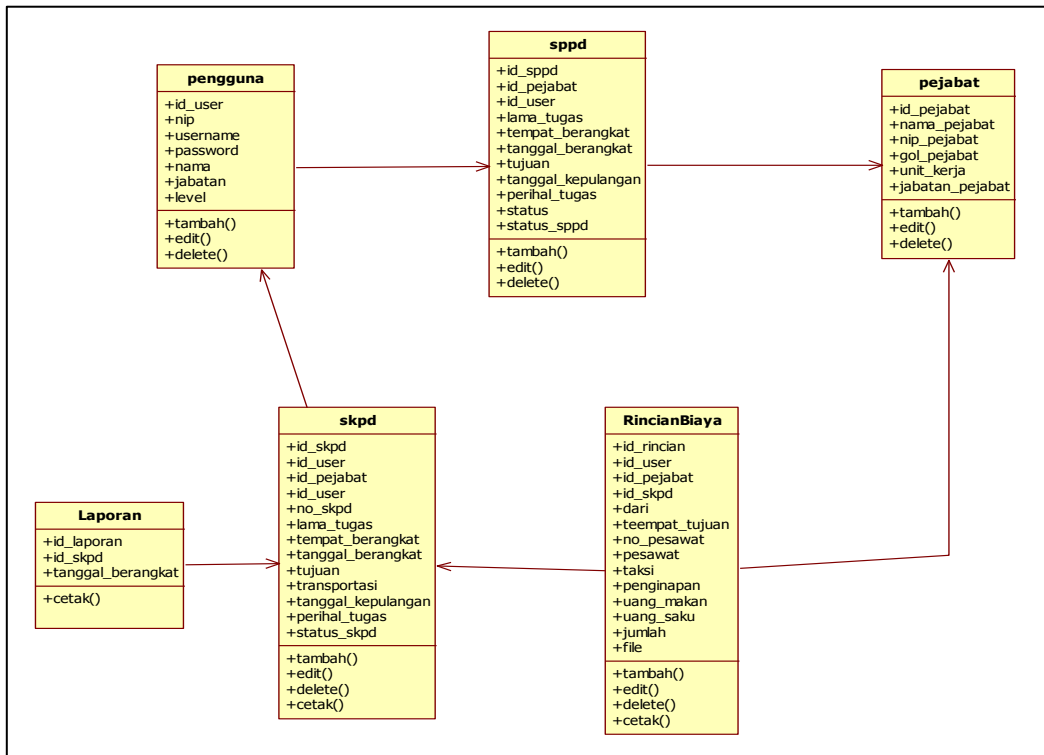 pengguna
+id_user
+nip
+username
+password
+nama
+jabatan
+level
+tambah()
+edit()
+delete()
sppd
+id_sppd
+id_pejabat
+id_user
+lama_tugas
+tempat_berangkat
+tanggal_berangkat
+tujuan
+tanggal_kepulangan
+perihal_tugas
+status
+status_sppd
+tambah()
+edit()
+delete()
pejabat
+id_pejabat
+nama_pejabat
+nip_pejabat
+gol_pejabat
+unit_kerja
+jabatan_pejabat
+tambah()
+edit()
+delete()
Laporan
+id_laporan
+id_skpd
+tanggal_berangkat
+cetak()
skpd
+id_skpd
+id_user
+id_pejabat
+id_user
+no_skpd
+lama_tugas
+tempat_berangkat
+tanggal_berangkat
+tujuan
+transportasi
+tanggal_kepulangan
+perihal_tugas
+status_skpd
+tambah()
+edit()
+delete()
+cetak()
RincianBiaya
+id_rincian
+id_user
+id_pejabat
+id_skpd
+dari
+teempat_tujuan
+no_pesawat
+pesawat
+taksi
+penginapan
+uang_makan
+uang_saku
+jumlah
+file
+tambah()
+edit()
+delete()
+cetak()